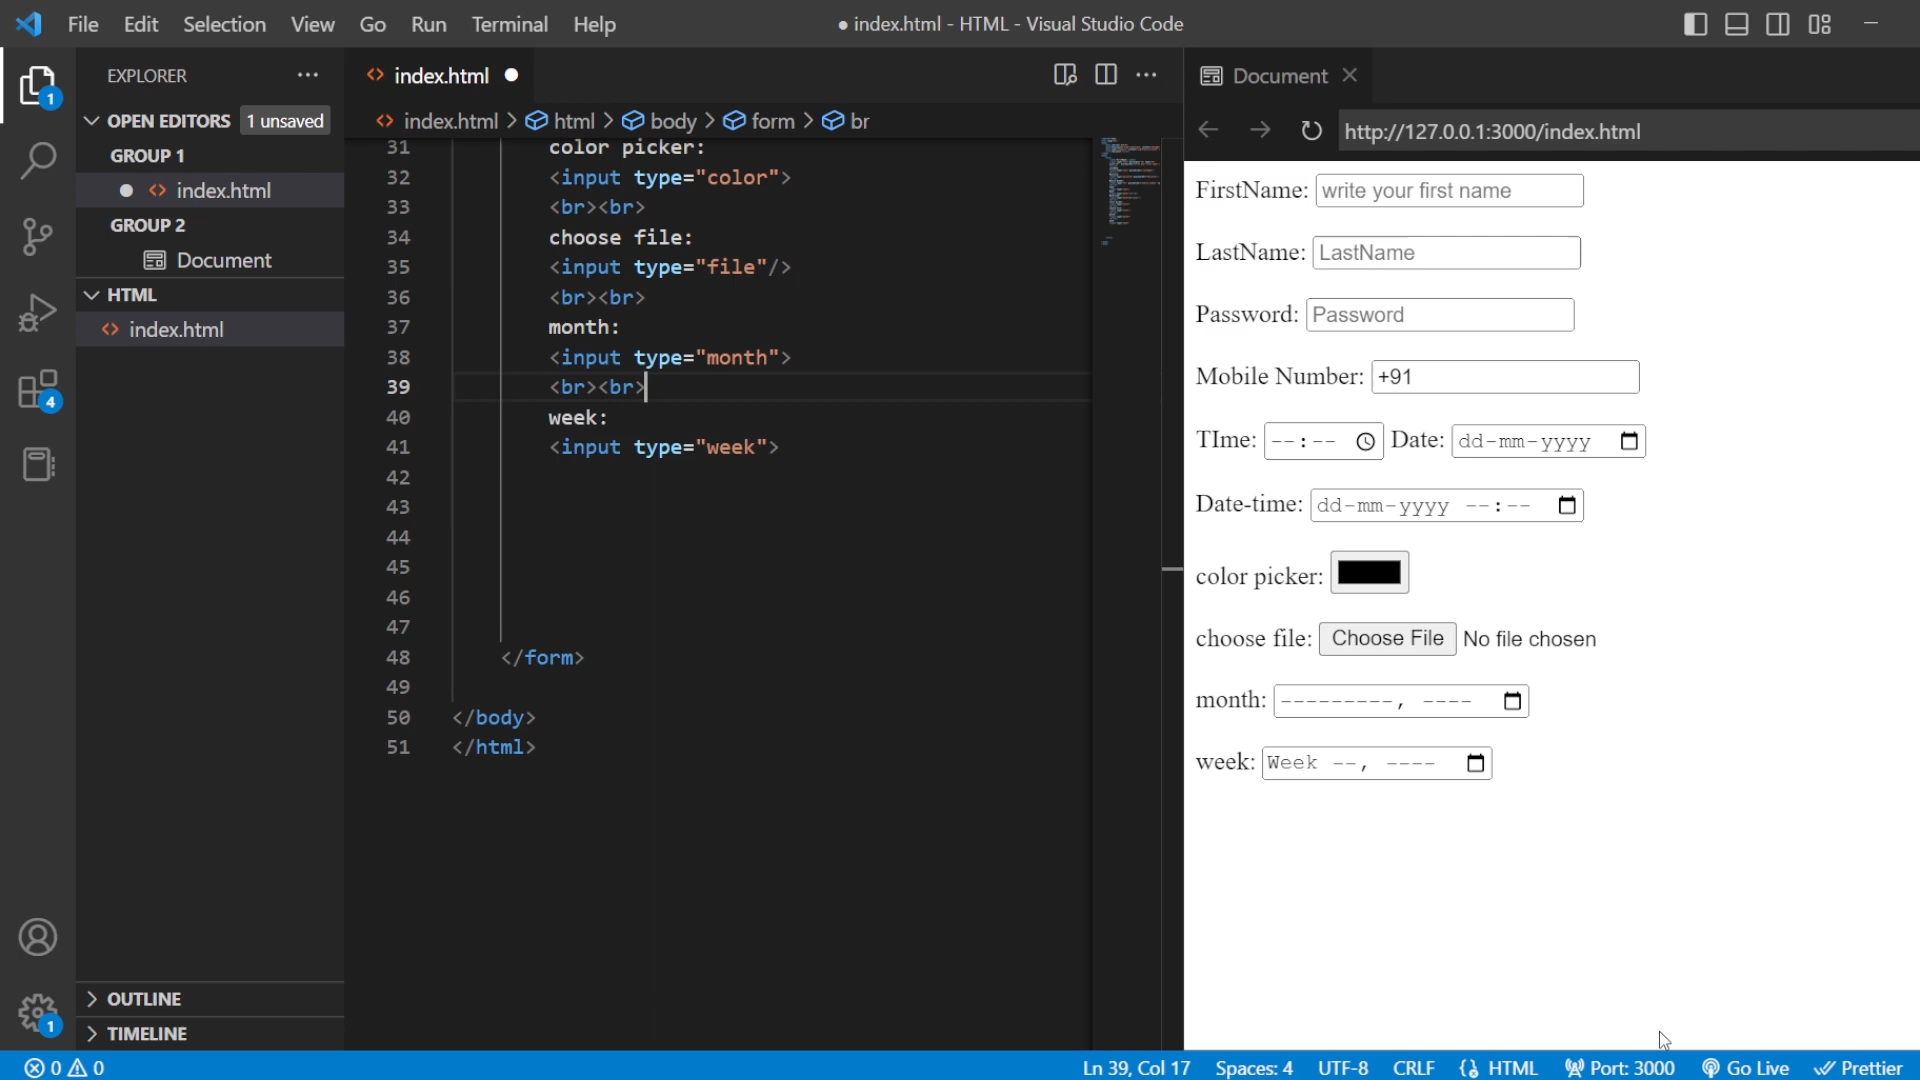 File Edit Selection View Go Run Terminal Help
● index.html - HTML - Visual Studio Code
EXPLORER
OPEN EDITORS 1 unsaved
GROUP 1
index.html
GROUP 2
Document
HTML
index.html
OUTLINE
TIMELINE
1
4
1
index.html
index.html > html > body > form > br
31 color picker:
32 <input type="color">
33 <br><br>
34 choose file:
35 <input type="file"/>
36 <br><br>
37 month:
38 <input type="month">
39 <br><br>
40 week:
41 <input type="week">
42
43
44
45
46
47
48 </form>
49
50 </body>
51 </html>
Document
http://127.0.0.1:3000/index.html
FirstName: write your first name
LastName: LastName
Password: Password
Mobile Number: +91
TIme: --:-- Date: dd-mm-yyyy
Date-time: dd-mm-yyyy --:--
color picker:
choose file: Choose File No file chosen
month: ---------, ----
week: Week --, ----
0 0 Ln 39, Col 17 Spaces: 4 UTF-8 CRLF HTML Port: 3000 Go Live Prettier